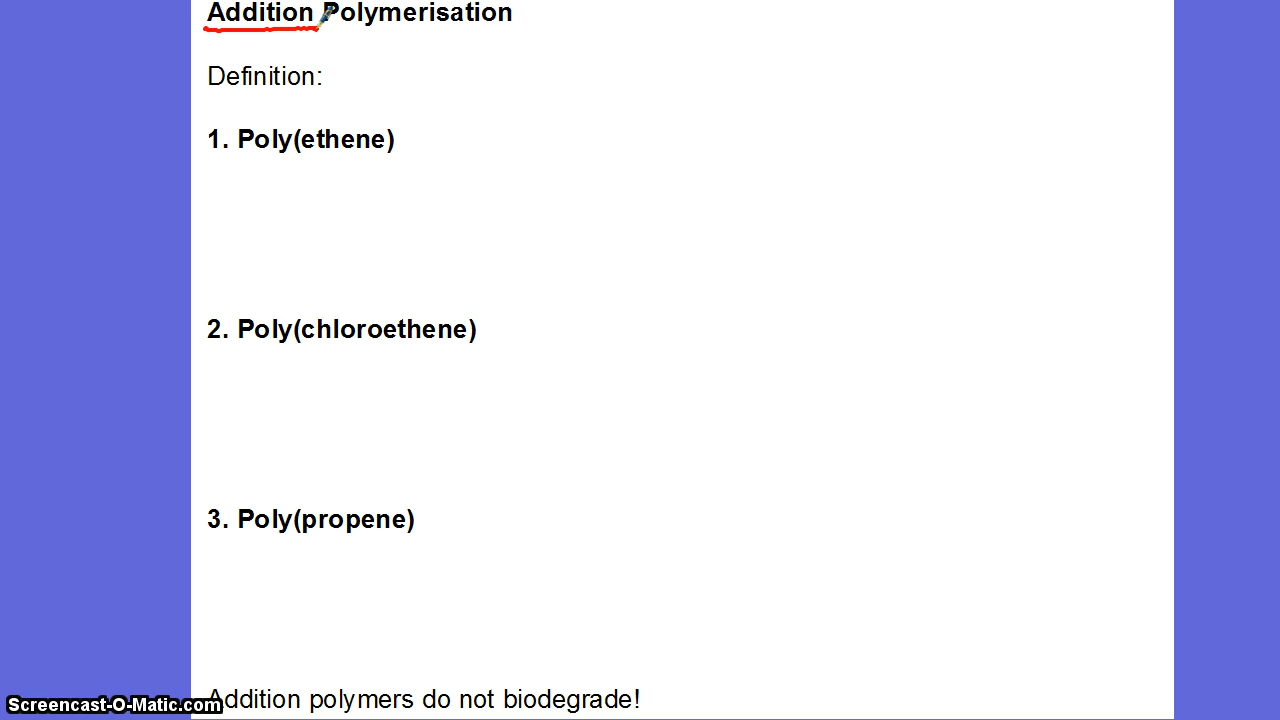 Addition Polymerisation
Definition:
1. Poly(ethene)
2. Poly(chloroethene)
3. Poly(propene)
Addition polymers do not biodegrade!
Screencast-O-Matic.com